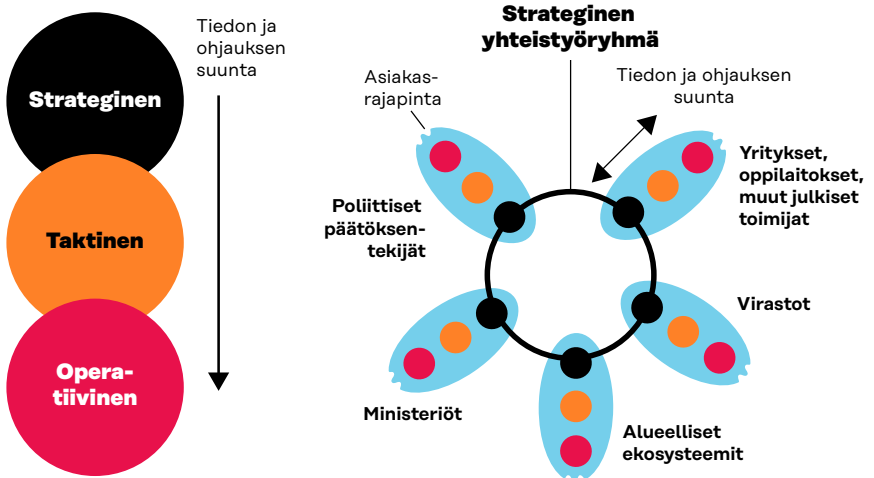 Tiedon ja
ohjauksen
suunta
Strateginen
Taktinen
Opera-
tiivinen
Strateginen
yhteistyöryhmä
Asiakas-
rajapinta
Tiedon ja ohjauksen
suunta
Poliittiset
päätöksen-
tekijät
Yritykset,
oppilaitokset,
muut julkiset
toimijat
Virastot
Ministeriöt
Alueelliset
ekosysteemit